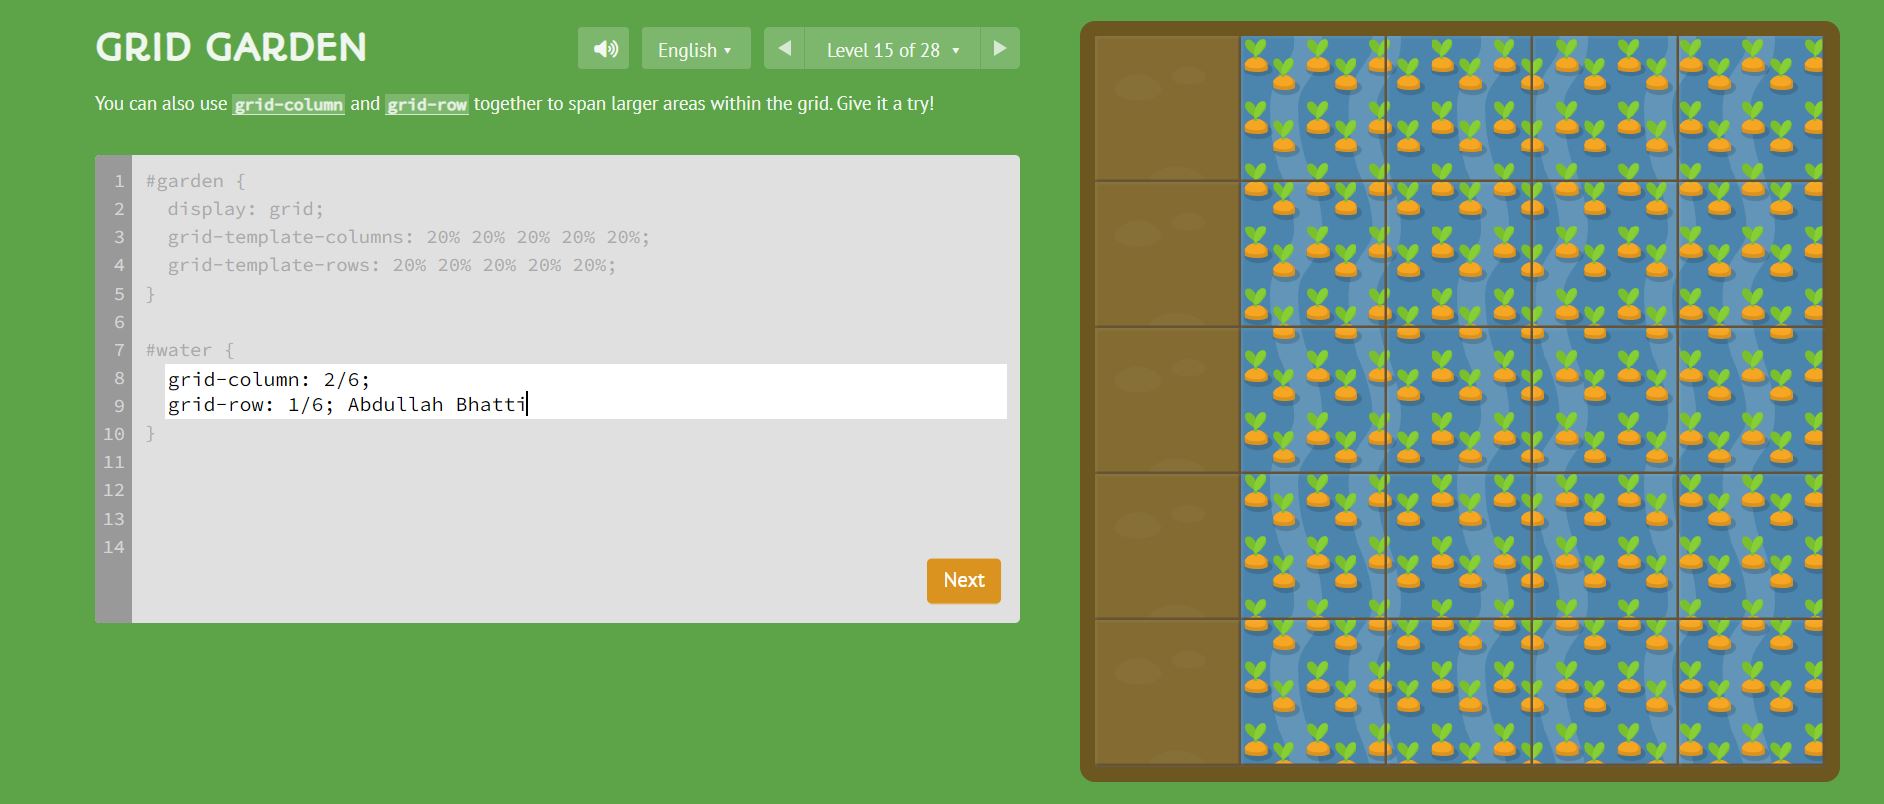 GRID GARDEN
English ▾
Level 15 of 28 ▾
You can also use grid-column and grid-row together to span larger areas within the grid. Give it a try!
1 #garden {
2 display: grid;
3 grid-template-columns: 20% 20% 20% 20% 20%;
4 grid-template-rows: 20% 20% 20% 20% 20%;
5 }
6
7 #water {
8 grid-column: 2/6;
9 grid-row: 1/6; Abdullah Bhatti
10 }
11
12
13
14
Next